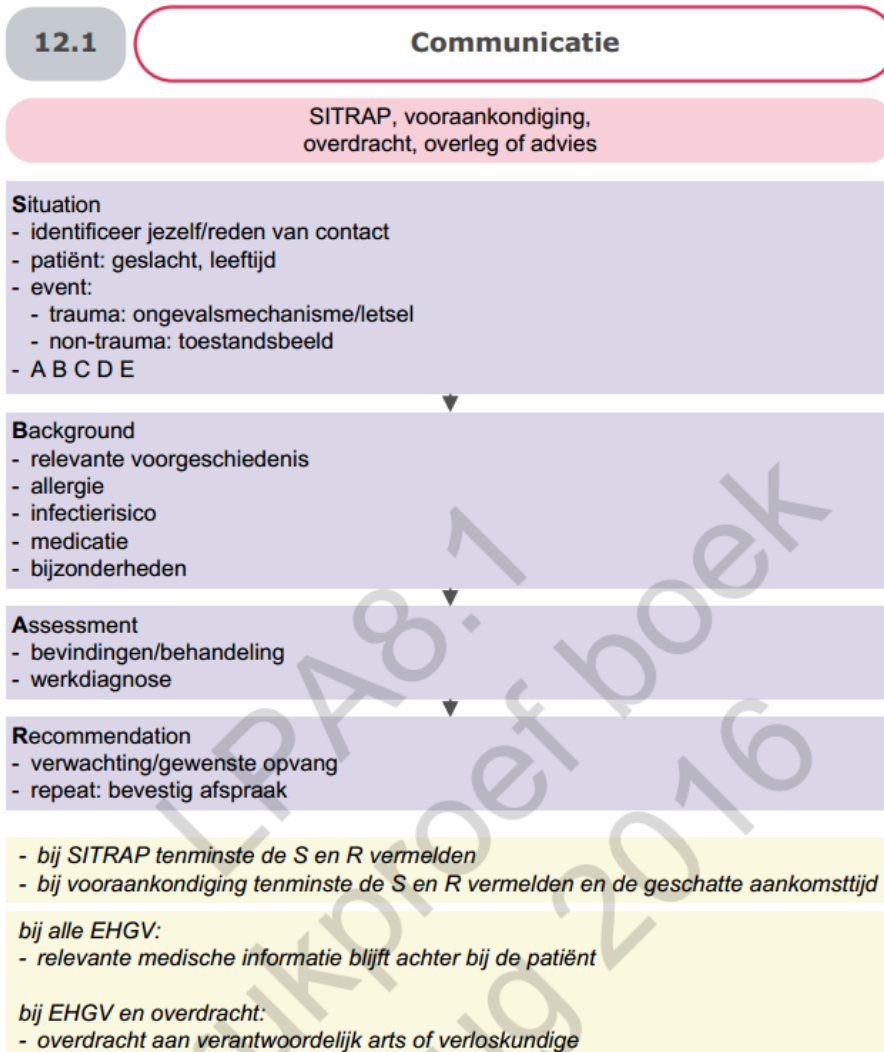 12.1
Communicatie
SITRAP, vooraankondiging,
overdracht, overleg of advies
Situation
- identificeer jezelf/reden van contact
- patiënt: geslacht, leeftijd
- event:
- trauma: ongevalsmechanisme/letsel
- non-trauma: toestandsbeeld
- A B C D E
Background
- relevante voorgeschiedenis
- allergie
- infectierisico
- medicatie
- bijzonderheden
Assessment
- bevindingen/behandeling
- werkdiagnose
Recommendation
- verwachting/gewenste opvang
- repeat: bevestig afspraak
- bij SITRAP tenminste de S en R vermelden
- bij vooraankondiging tenminste de S en R vermelden en de geschatte aankomsttijd
bij alle EHGV:
- relevante medische informatie blijft achter bij de patiënt
bij EHGV en overdracht:
- overdracht aan verantwoordelijk arts of verloskundige
LPA8.1
ukproef boek
ug 2016